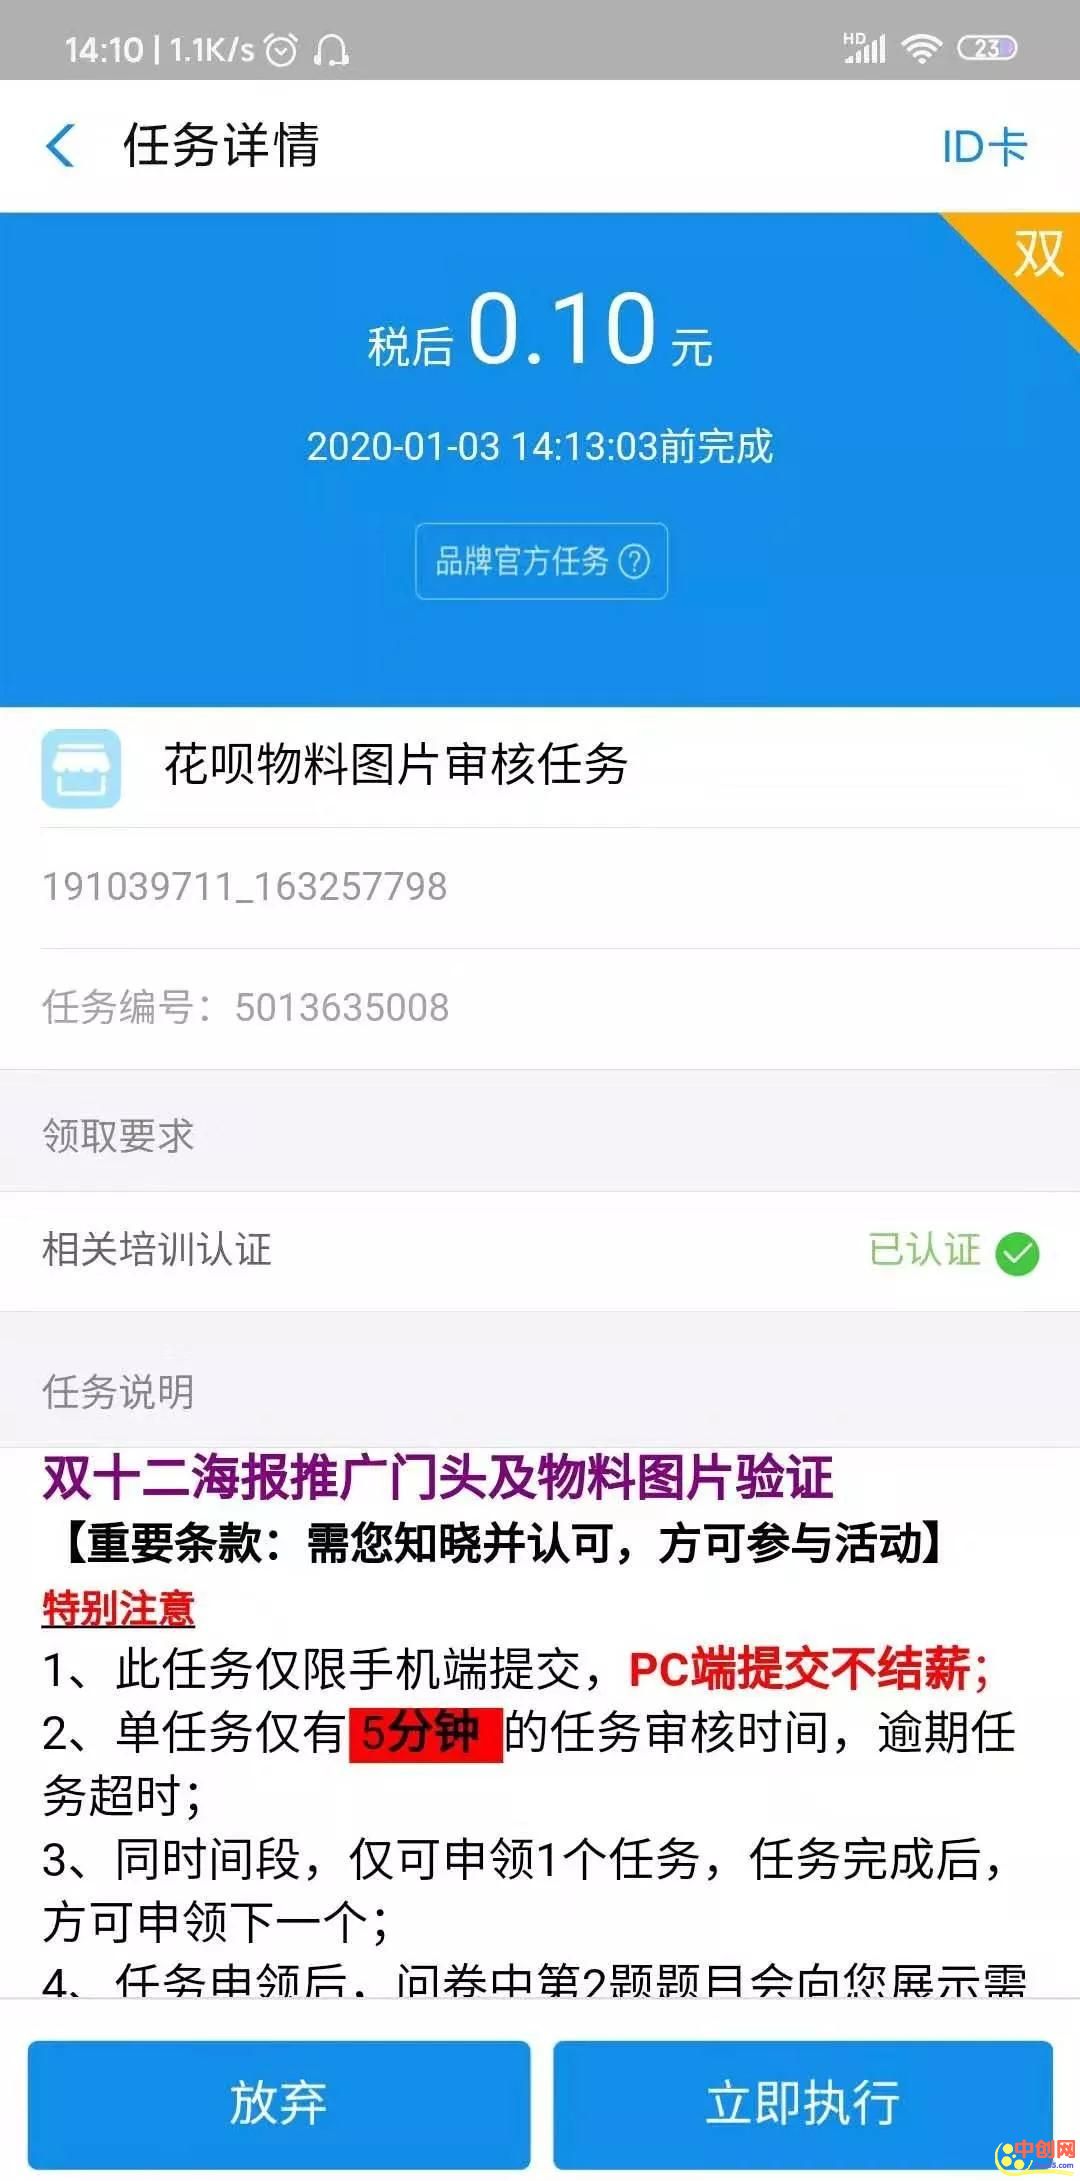 14:10 | 1.1K/s
HD
23
任务详情
ID卡
双
税后 0.10 元
2020-01-03 14:13:03前完成
品牌官方任务 ?
花呗物料图片审核任务
191039711_163257798
任务编号：5013635008
领取要求
相关培训认证
已认证
任务说明
双十二海报推广门头及物料图片验证
【重要条款：需您知晓并认可，方可参与活动】
特别注意
1、此任务仅限手机端提交，PC端提交不结薪；
2、单任务仅有 5分钟 的任务审核时间，逾期任
务超时；
3、同时间段，仅可申领1个任务，任务完成后，
方可申领下一个；
4、任务申领后，问卷中第2题题目会向您展示需
放弃
立即执行
中创网